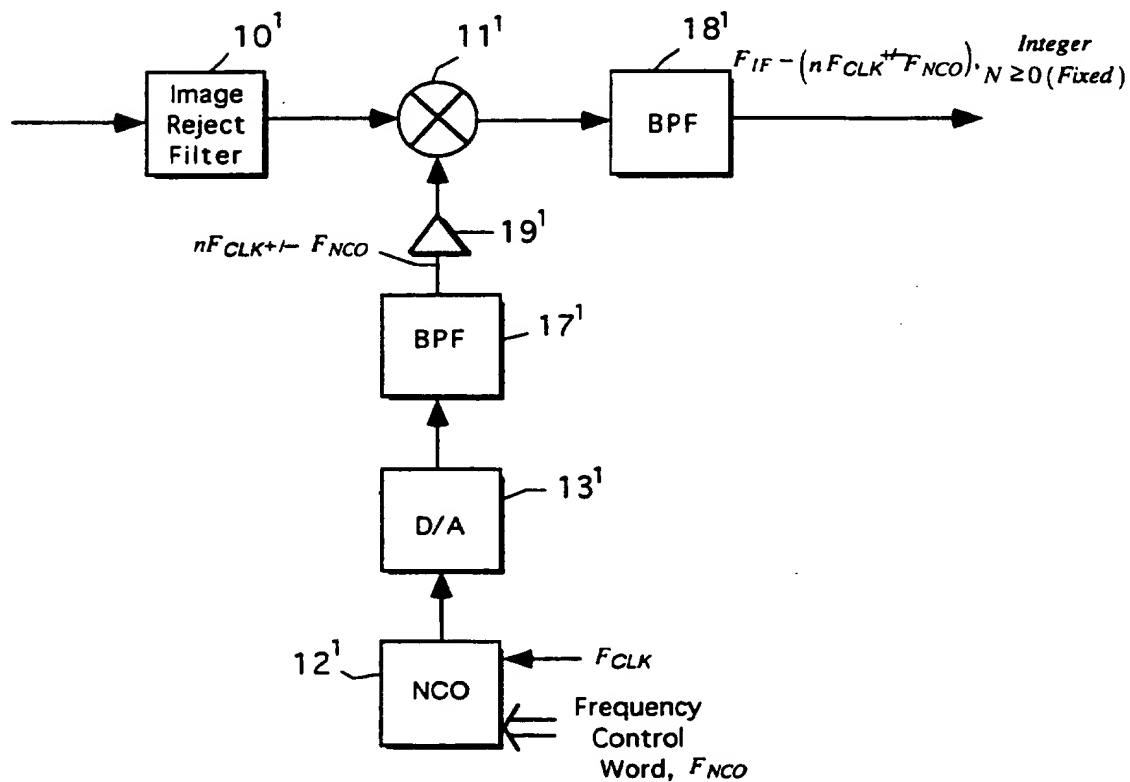 10¹
11¹
18¹
Image
Reject
Filter
BPF
F_IF - (nF_CLK +/- F_NCO), Integer
N ≥ 0 (Fixed)
19¹
nF_CLK +/- F_NCO
BPF
17¹
D/A
13¹
12¹
NCO
F_CLK
Frequency
Control
Word, F_NCO